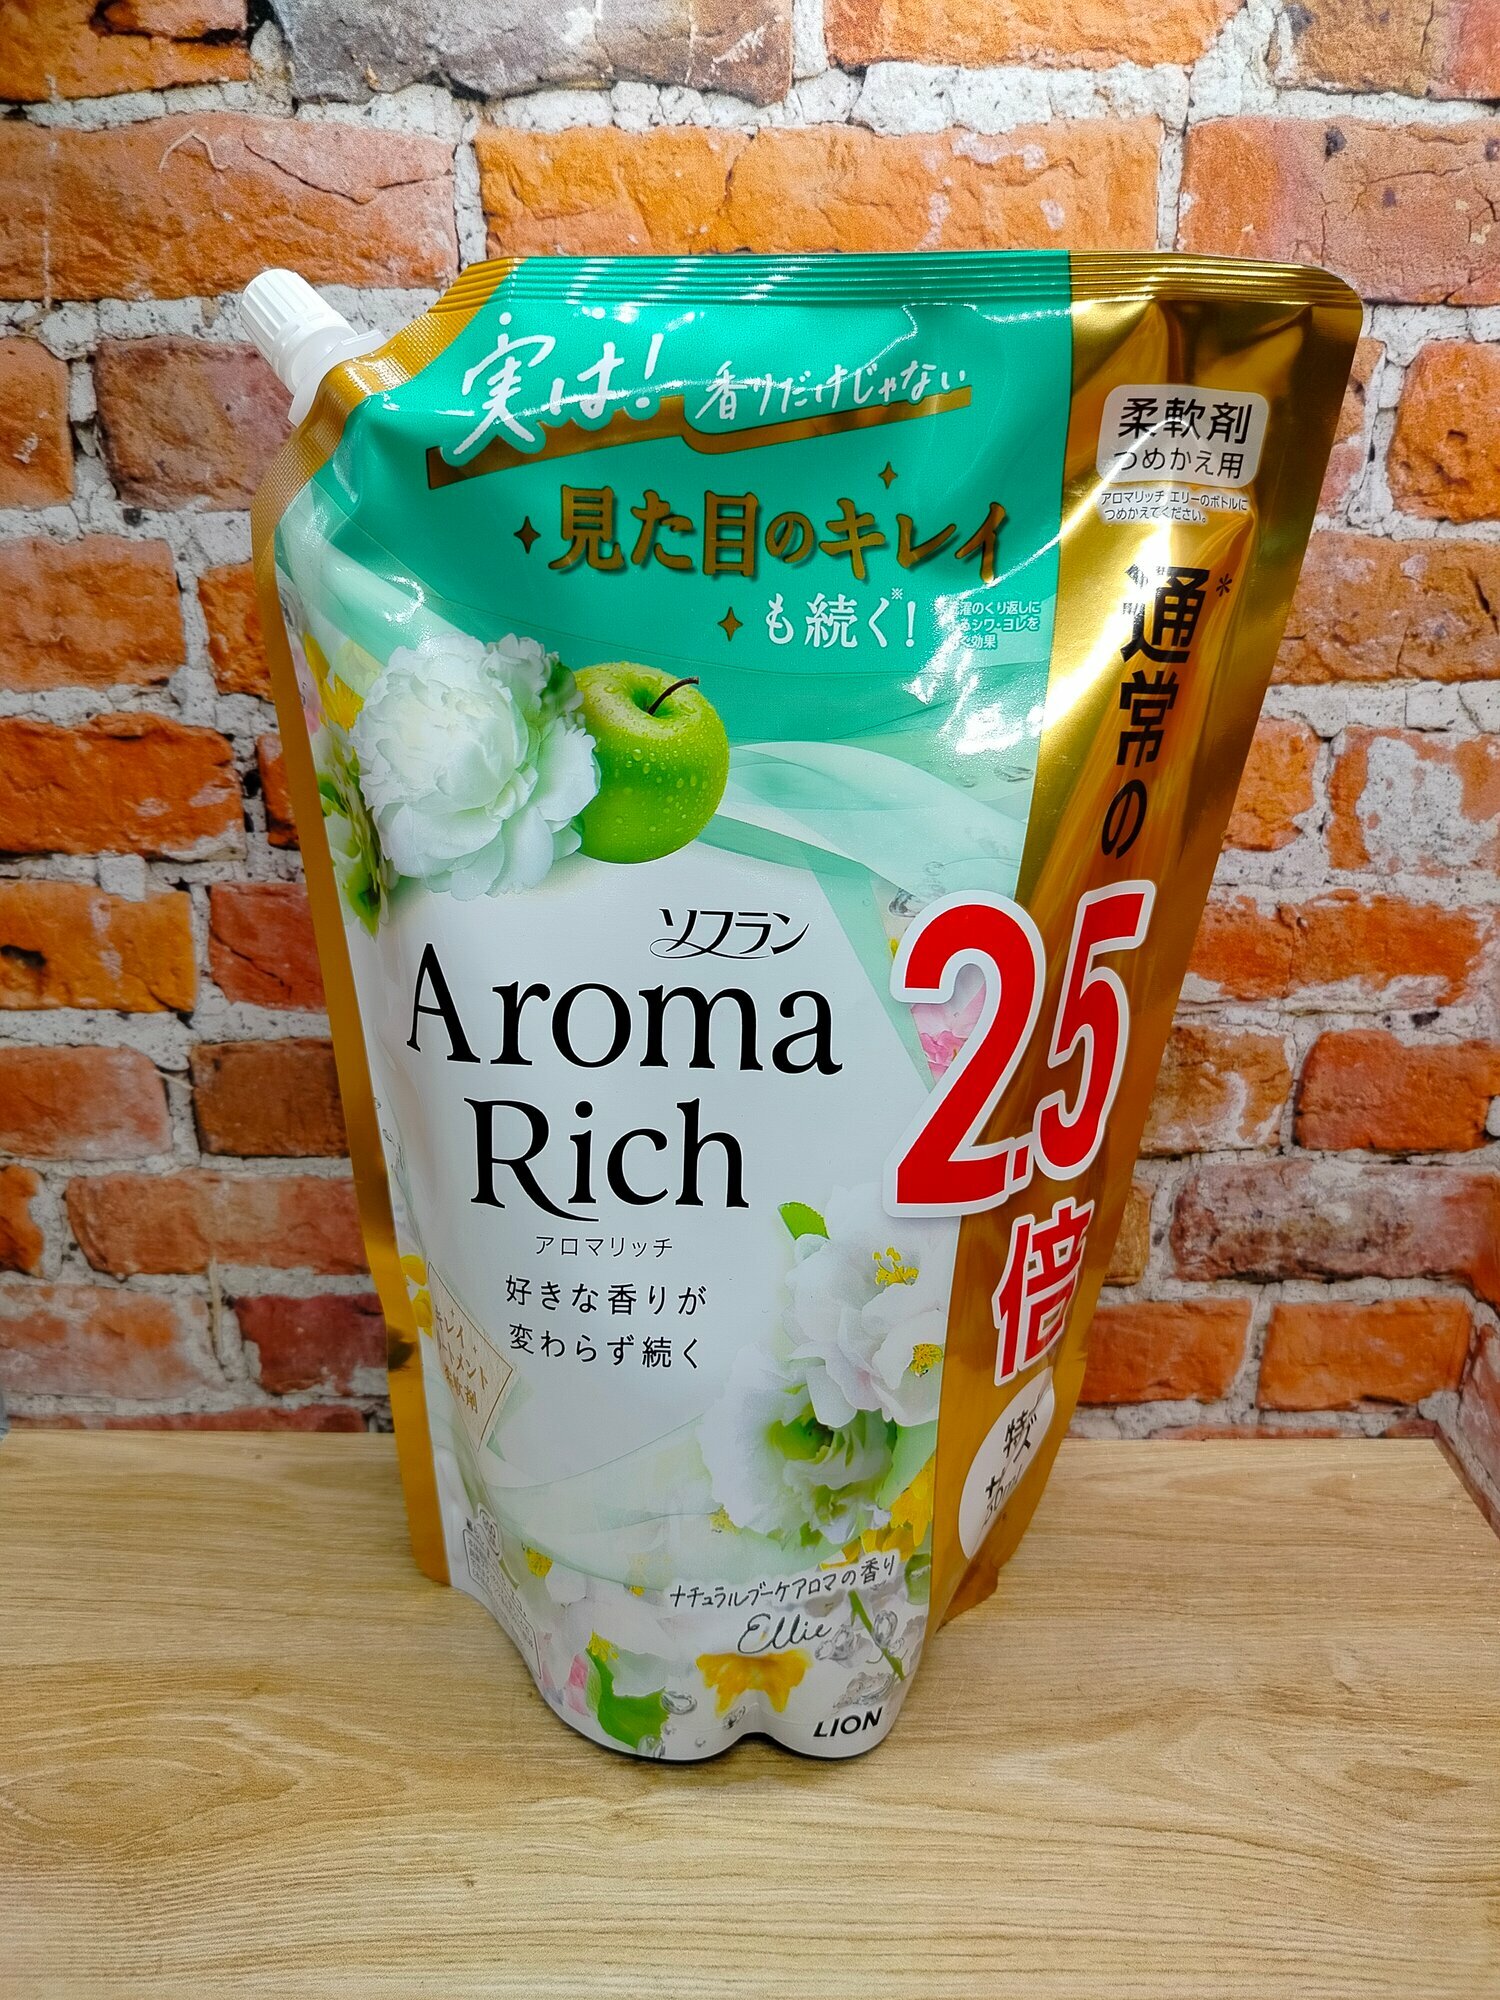 実は! 香りだけじゃない
見た目のキレイ
も続く!※
柔軟剤
つめかえ用
アロマリッチ エリーのボトルに
つめかえてください。
通常の*
2.5
倍
ソフラン
Aroma
Rich
アロマリッチ
好きな香りが
変わらず続く
ナチュラルブーケアロマの香り
Ellie
LION